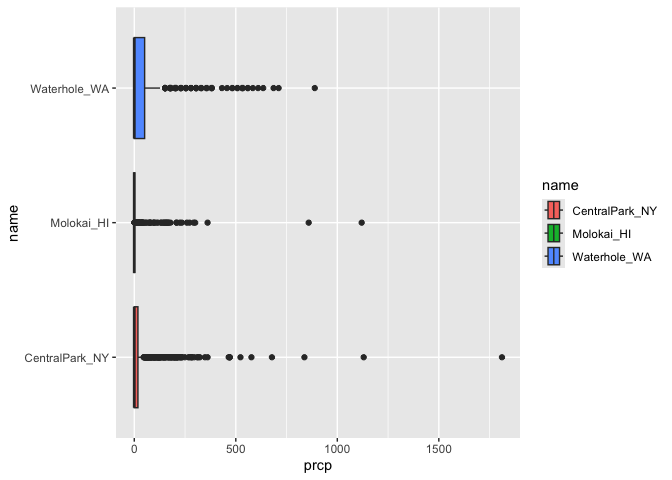 Waterhole_WA
Molokai_HI
CentralPark_NY
name
0 500 1000 1500
prcp
name
CentralPark_NY
Molokai_HI
Waterhole_WA